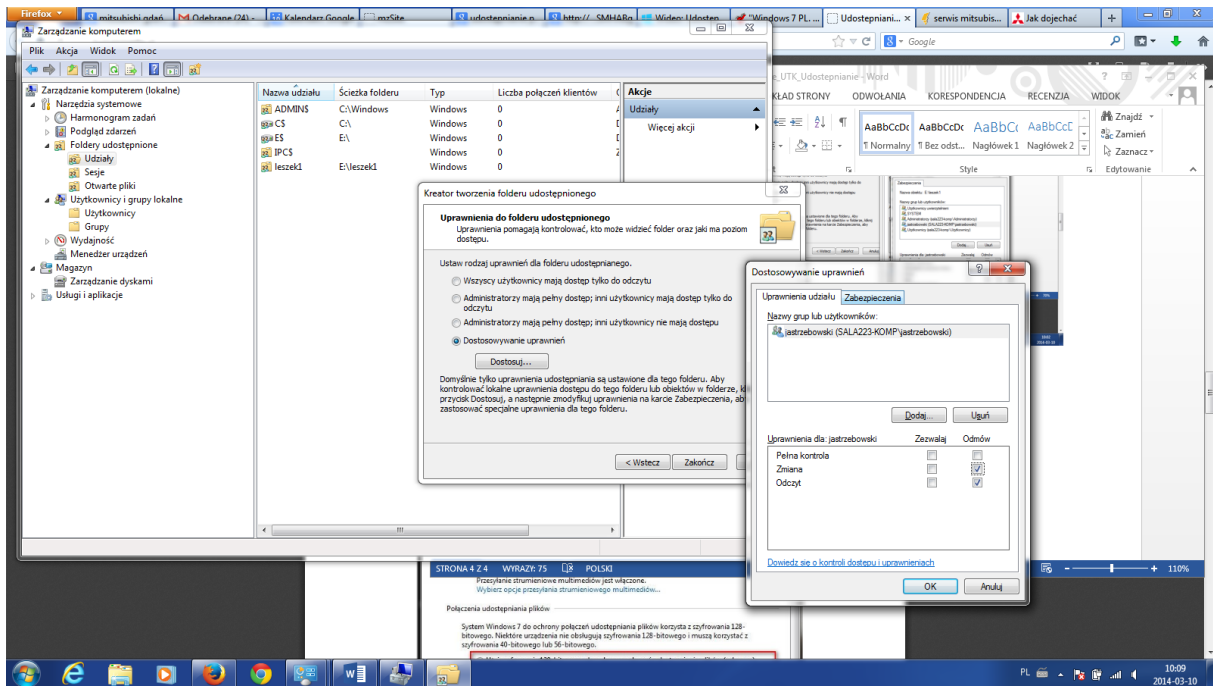 Firefox
mitsubishi gdań
Odebrane (24) -
Kalendarz Google
mzSite
udostepnianie p
http://_SMHABo
Wideo: Udostęp
"Windows 7 PL. ...
Udostepniani...
serwis mitsubis...
Jak dojechać
Google
Zarządzanie komputerem
Plik Akcja Widok Pomoc
Zarządzanie komputerem (lokalne)
Narzędzia systemowe
Harmonogram zadań
Podgląd zdarzeń
Foldery udostępnione
Udziały
Sesje
Otwarte pliki
Użytkownicy i grupy lokalne
Użytkownicy
Grupy
Wydajność
Menedżer urządzeń
Magazyn
Zarządzanie dyskami
Usługi i aplikacje
Nazwa udziału Ścieżka folderu Typ Liczba połączeń klientów
ADMIN$ C:\Windows Windows 0
C$ C:\ Windows 0
E$ E:\ Windows 0
IPC$ Windows 0
leszek1 E:\leszek1 Windows 0
Akcje
Udziały
Więcej akcji
e_UTK_Udostepnianie - Word
KŁAD STRONY ODWOŁANIA KORESPONDENCJA RECENZJA WIDOK
AaBbCcDc AaBbCcDc AaBbCc AaBbCcE
¶ Normalny ¶ Bez odst... Nagłówek 1 Nagłówek 2
Style
Znajdź
Zamień
Zaznacz
Edytowanie
Kreator tworzenia folderu udostępnionego
Uprawnienia do folderu udostępnionego
Uprawnienia pomagają kontrolować, kto może widzieć folder oraz jaki ma poziom
dostępu.
Ustaw rodzaj uprawnień dla folderu udostępnianego.
Wszyscy użytkownicy mają dostęp tylko do odczytu
Administratorzy mają pełny dostęp; inni użytkownicy mają dostęp tylko do
odczytu
Administratorzy mają pełny dostęp; inni użytkownicy nie mają dostępu
Dostosowywanie uprawnień
Dostosuj...
Domyślnie tylko uprawnienia udostępniania są ustawione dla tego folderu. Aby
kontrolować lokalne uprawnienia dostępu do tego folderu lub obiektów w folderze, kl
przycisk Dostosuj, a następnie zmodyfikuj uprawnienia na karcie Zabezpieczenia, ab
zastosować specjalne uprawnienia dla tego folderu.
< Wstecz Zakończ
Dostosowywanie uprawnień
Uprawnienia udziału Zabezpieczenia
Nazwy grup lub użytkowników:
jastrzebowski (SALA223-KOMP\jastrzebowski)
Dodaj... Usuń
Uprawnienia dla: jastrzebowski Zezwalaj Odmów
Pełna kontrola
Zmiana
Odczyt
Dowiedz się o kontroli dostępu i uprawnieniach
OK Anuluj
STRONA 4 Z 4 WYRAZY: 75 POLSKI
110%
Przesyłanie strumieniowe multimediów jest włączone.
Wybierz opcje przesyłania strumieniowego multimediów...
Połączenia udostępniania plików
System Windows 7 do ochrony połączeń udostępniania plików korzysta z szyfrowania 128-
bitowego. Niektóre urządzenia nie obsługują szyfrowania 128-bitowego i muszą korzystać z
szyfrowania 40-bitowego lub 56-bitowego.
PL
10:09
2014-03-10